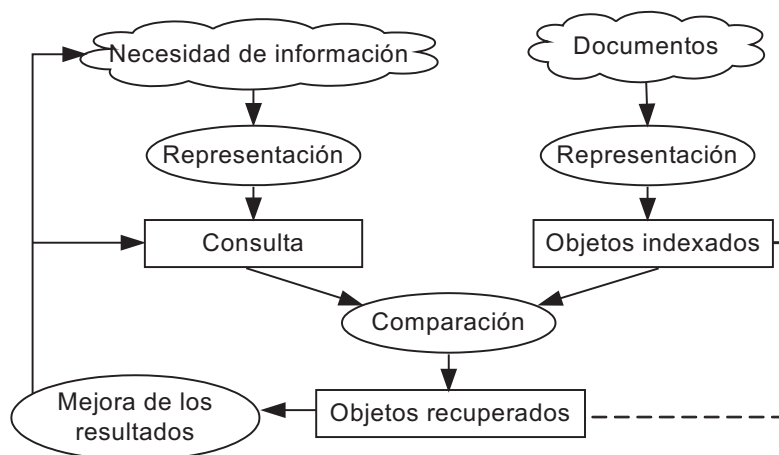 Necesidad de información
Documentos
Representación
Representación
Consulta
Objetos indexados
Comparación
Mejora de los
resultados
Objetos recuperados